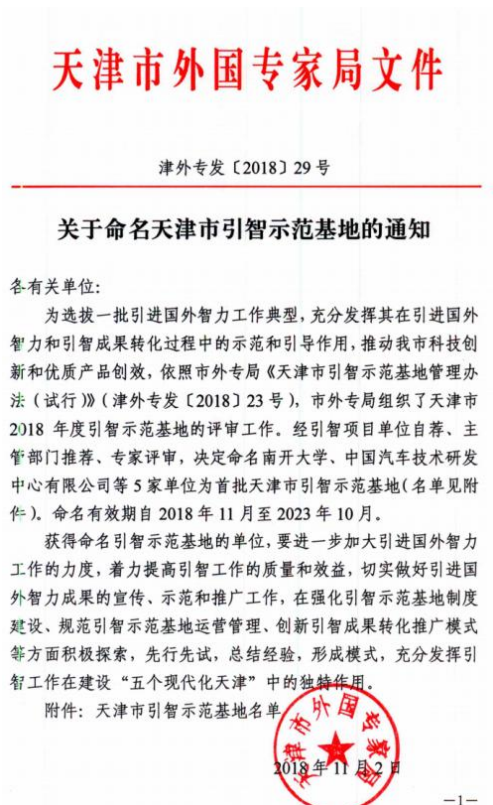 天津市外国专家局文件
津外专发〔2018〕29号
关于命名天津市引智示范基地的通知
各有关单位：
为选拔一批引进国外智力工作典型，充分发挥其在引进国外
智力和引智成果转化过程中的示范和引导作用，推动我市科技创
新和优质产品创效，依照市外专局《天津市引智示范基地管理办
法（试行）》（津外专发〔2018〕23号），市外专局组织了天津市
2018 年度引智示范基地的评审工作。经引智项目单位自荐、主
管部门推荐、专家评审，决定命名南开大学、中国汽车技术研发
中心有限公司等 5 家单位为首批天津市引智示范基地（名单见附
件）。命名有效期自 2018 年 11 月至 2023 年 10 月。
获得命名引智示范基地的单位，要进一步加大引进国外智力
工作的力度，着力提高引智工作的质量和效益，切实做好引进国
外智力成果的宣传、示范和推广工作，在强化引智示范基地制度
建设、规范引智示范基地运营管理、创新引智成果转化推广模式
等方面积极探索，先行先试，总结经验，形成模式，充分发挥引
智工作在建设“五个现代化天津”中的独特作用。
附件：天津市引智示范基地名单
天津市外国专家局
2018年11月2日
—1—